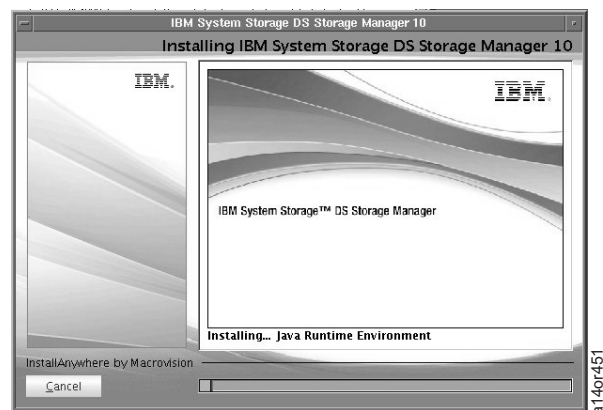 IBM System Storage DS Storage Manager 10
Installing IBM System Storage DS Storage Manager 10
IBM.
IBM.
IBM System Storage™ DS Storage Manager
Installing... Java Runtime Environment
InstallAnywhere by Macrovision
Cancel
a14or451